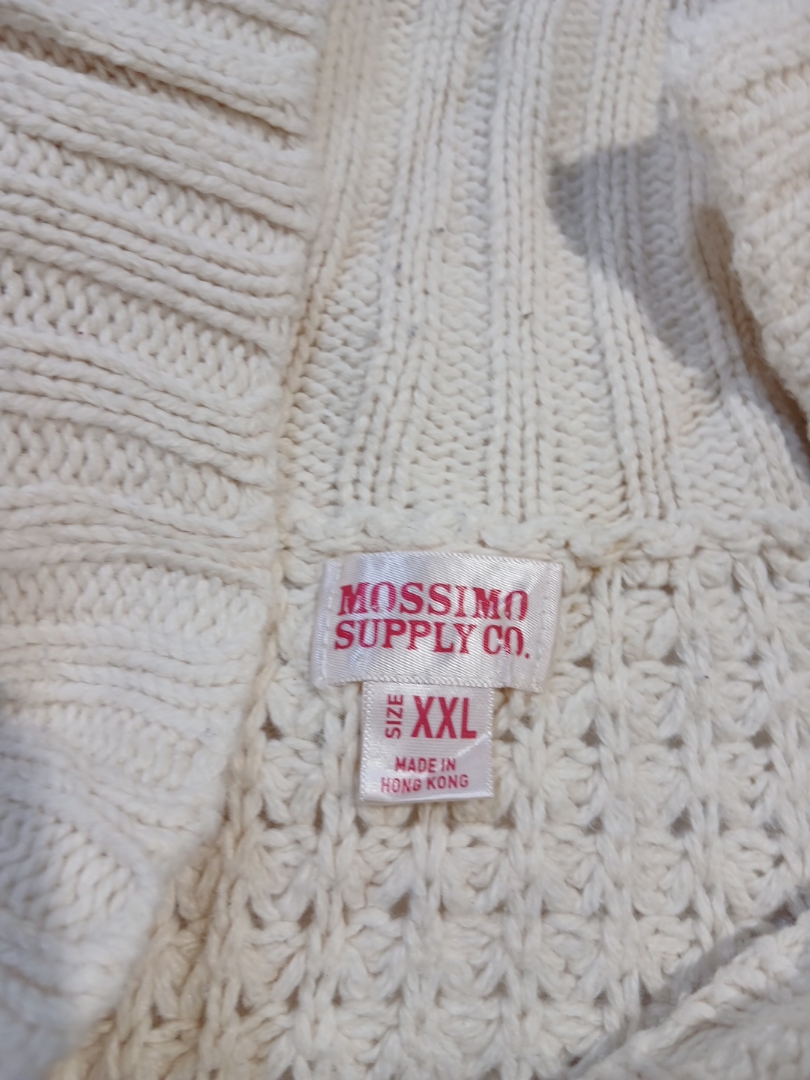 MOSSIMO
SUPPLY CO.
SIZE XXL
MADE IN
HONG KONG